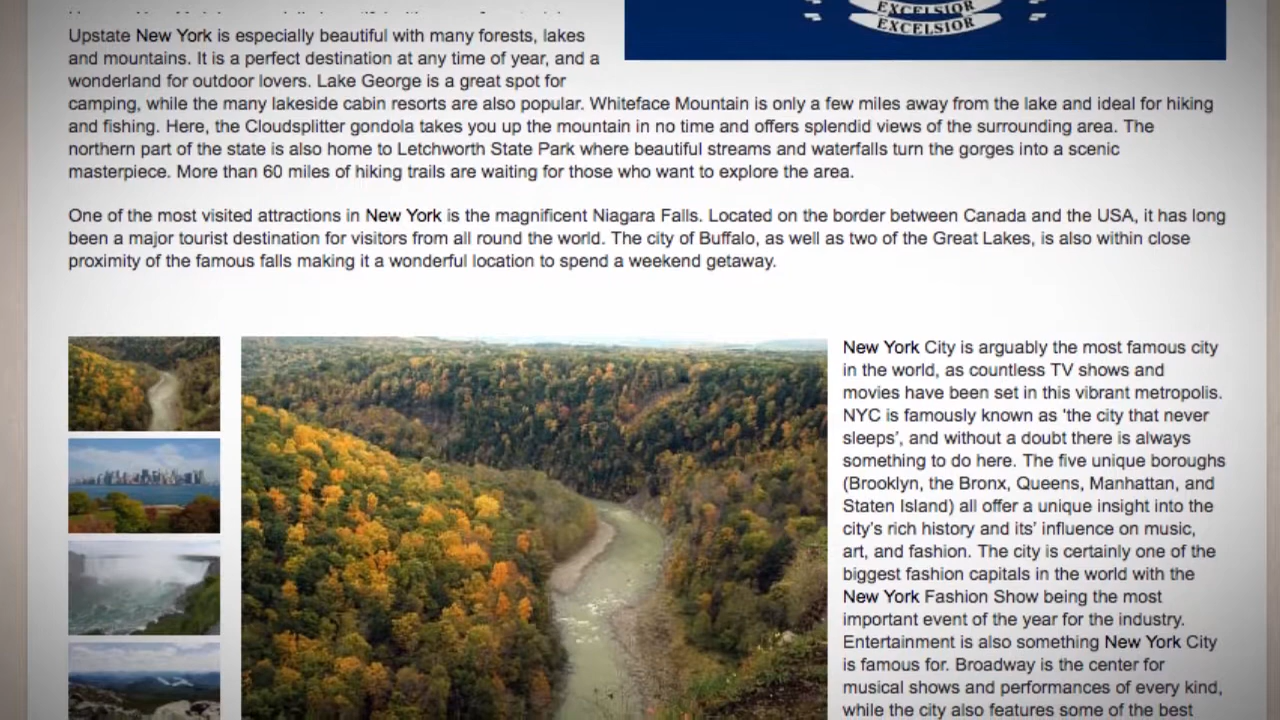 EXCELSIOR
EXCELSIOR
Upstate New York is especially beautiful with many forests, lakes
and mountains. It is a perfect destination at any time of year, and a
wonderland for outdoor lovers. Lake George is a great spot for
camping, while the many lakeside cabin resorts are also popular. Whiteface Mountain is only a few miles away from the lake and ideal for hiking
and fishing. Here, the Cloudsplitter gondola takes you up the mountain in no time and offers splendid views of the surrounding area. The
northern part of the state is also home to Letchworth State Park where beautiful streams and waterfalls turn the gorges into a scenic
masterpiece. More than 60 miles of hiking trails are waiting for those who want to explore the area.
One of the most visited attractions in New York is the magnificent Niagara Falls. Located on the border between Canada and the USA, it has long
been a major tourist destination for visitors from all round the world. The city of Buffalo, as well as two of the Great Lakes, is also within close
proximity of the famous falls making it a wonderful location to spend a weekend getaway.
New York City is arguably the most famous city
in the world, as countless TV shows and
movies have been set in this vibrant metropolis.
NYC is famously known as 'the city that never
sleeps', and without a doubt there is always
something to do here. The five unique boroughs
(Brooklyn, the Bronx, Queens, Manhattan, and
Staten Island) all offer a unique insight into the
city's rich history and its' influence on music,
art, and fashion. The city is certainly one of the
biggest fashion capitals in the world with the
New York Fashion Show being the most
important event of the year for the industry.
Entertainment is also something New York City
is famous for. Broadway is the center for
musical shows and performances of every kind,
while the city also features some of the best